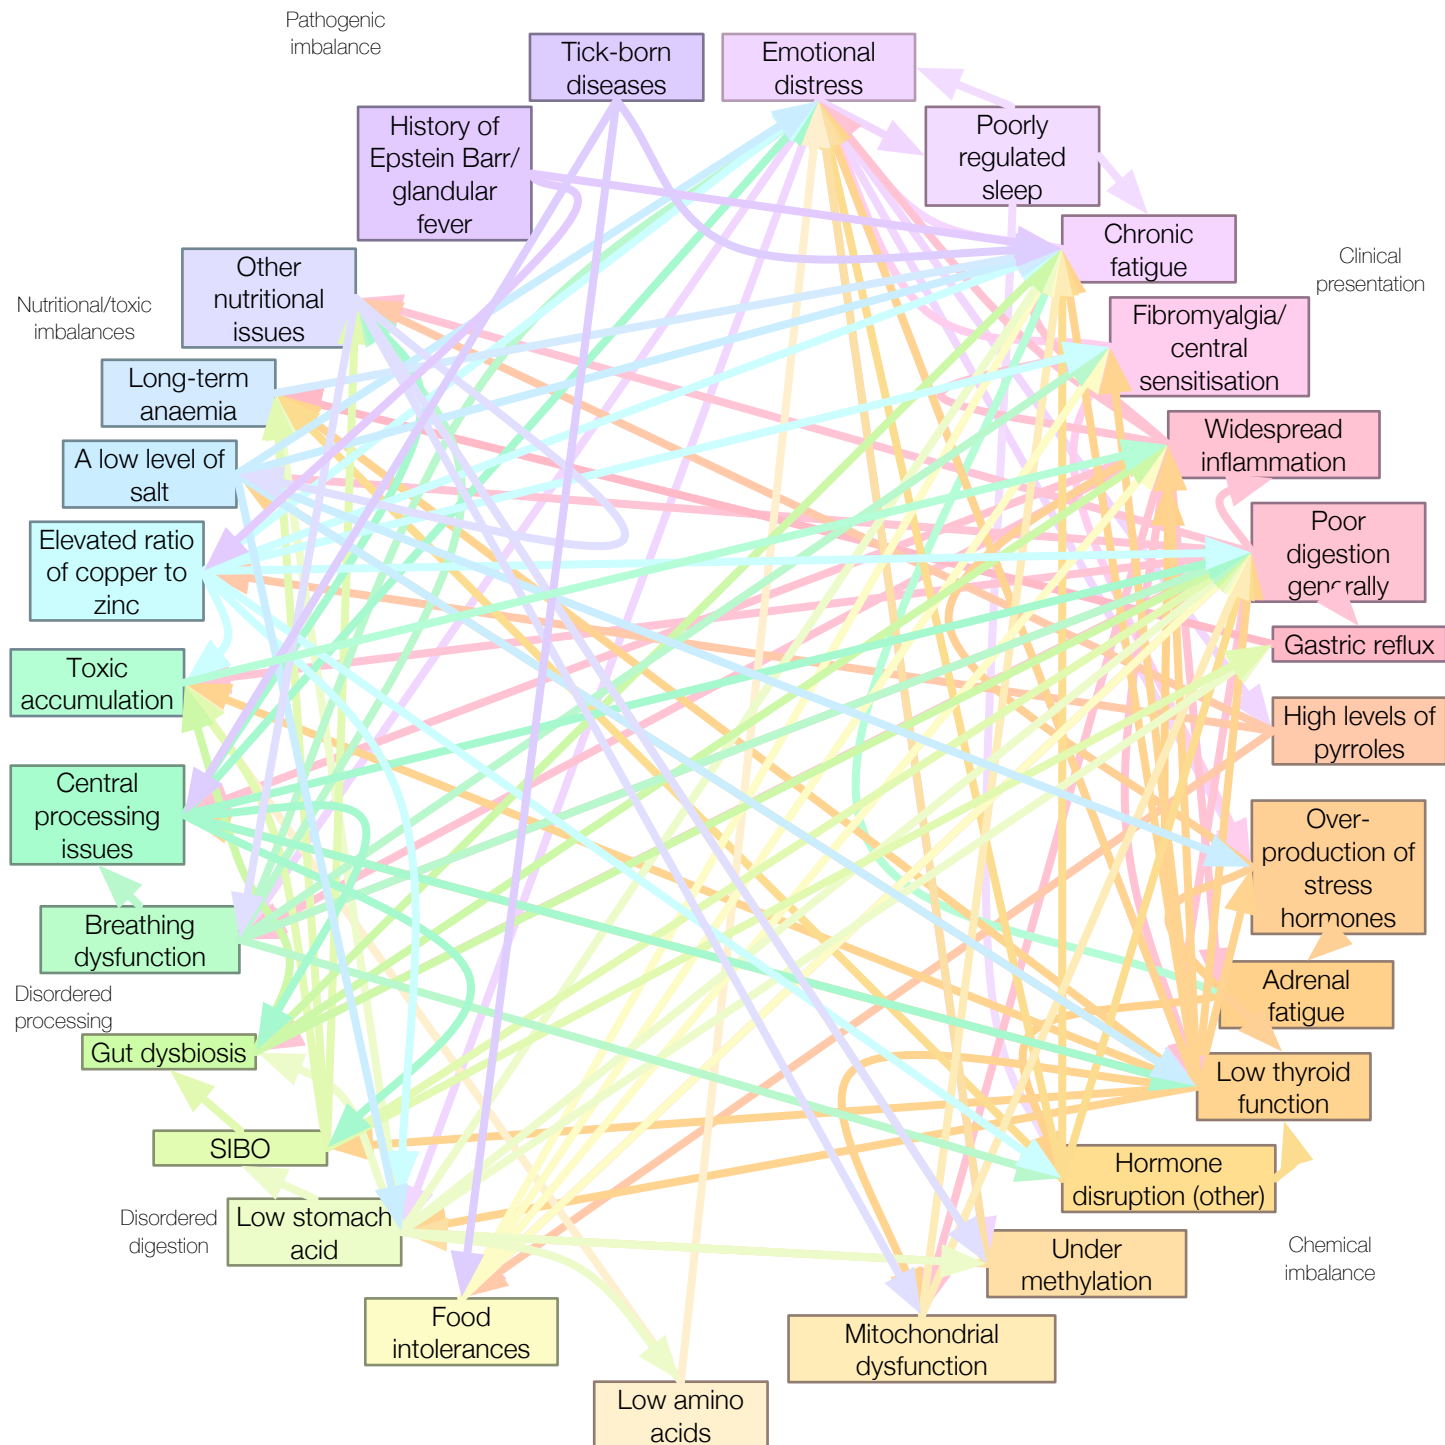 Pathogenic
imbalance
Tick-born
diseases
Emotional
distress
History of
Epstein Barr/
glandular
fever
Poorly
regulated
sleep
Chronic
fatigue
Clinical
presentation
Other
nutritional
issues
Nutritional/toxic
imbalances
Fibromyalgia/
central
sensitisation
Long-term
anaemia
Widespread
inflammation
A low level of
salt
Poor
digestion
generally
Elevated ratio
of copper to
zinc
Gastric reflux
Toxic
accumulation
High levels of
pyrroles
Central
processing
issues
Over-
production of
stress
hormones
Breathing
dysfunction
Adrenal
fatigue
Disordered
processing
Gut dysbiosis
Low thyroid
function
SIBO
Hormone
disruption (other)
Low stomach
acid
Disordered
digestion
Under
methylation
Chemical
imbalance
Food
intolerances
Mitochondrial
dysfunction
Low amino
acids